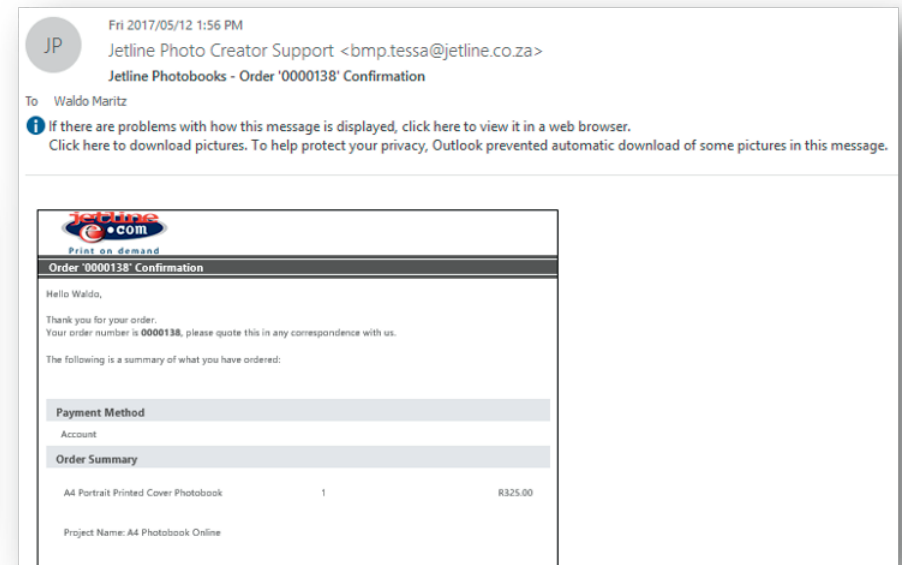 JP
Fri 2017/05/12 1:56 PM
Jetline Photo Creator Support <bmp.tessa@jetline.co.za>
Jetline Photobooks - Order '0000138' Confirmation
To Waldo Maritz
i If there are problems with how this message is displayed, click here to view it in a web browser.
Click here to download pictures. To help protect your privacy, Outlook prevented automatic download of some pictures in this message.
jetline
e•com
Print on demand
Order '0000138' Confirmation
Hello Waldo,
Thank you for your order.
Your order number is 0000138, please quote this in any correspondence with us.
The following is a summary of what you have ordered:
Payment Method
Account
Order Summary
A4 Portrait Printed Cover Photobook 1 R325.00
Project Name: A4 Photobook Online